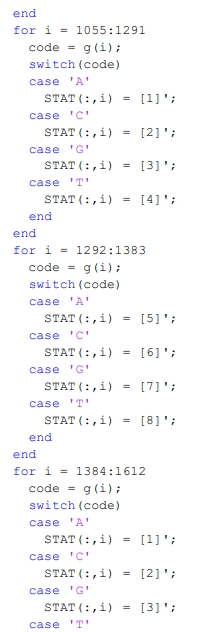 end
for i = 1055:1291
code = g(i);
switch(code)
case 'A'
STAT(:,i) = [1]';
case 'C'
STAT(:,i) = [2]';
case 'G'
STAT(:,i) = [3]';
case 'T'
STAT(:,i) = [4]';
end
end
for i = 1292:1383
code = g(i);
switch(code)
case 'A'
STAT(:,i) = [5]';
case 'C'
STAT(:,i) = [6]';
case 'G'
STAT(:,i) = [7]';
case 'T'
STAT(:,i) = [8]';
end
end
for i = 1384:1612
code = g(i);
switch(code)
case 'A'
STAT(:,i) = [1]';
case 'C'
STAT(:,i) = [2]';
case 'G'
STAT(:,i) = [3]';
case 'T'